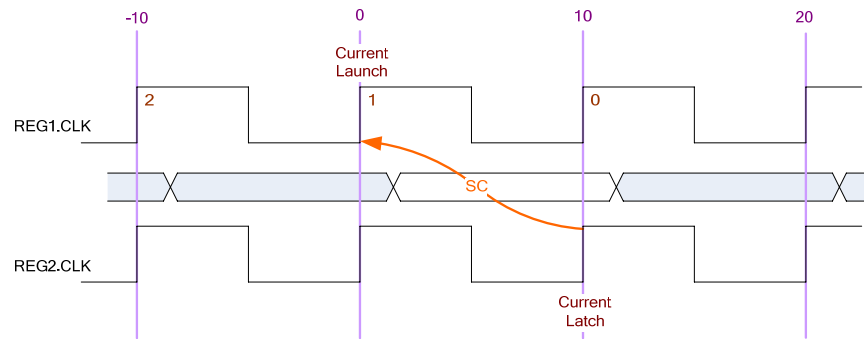 -10
0
10
20
Current
Launch
2
1
0
REG1.CLK
SC
REG2.CLK
Current
Latch